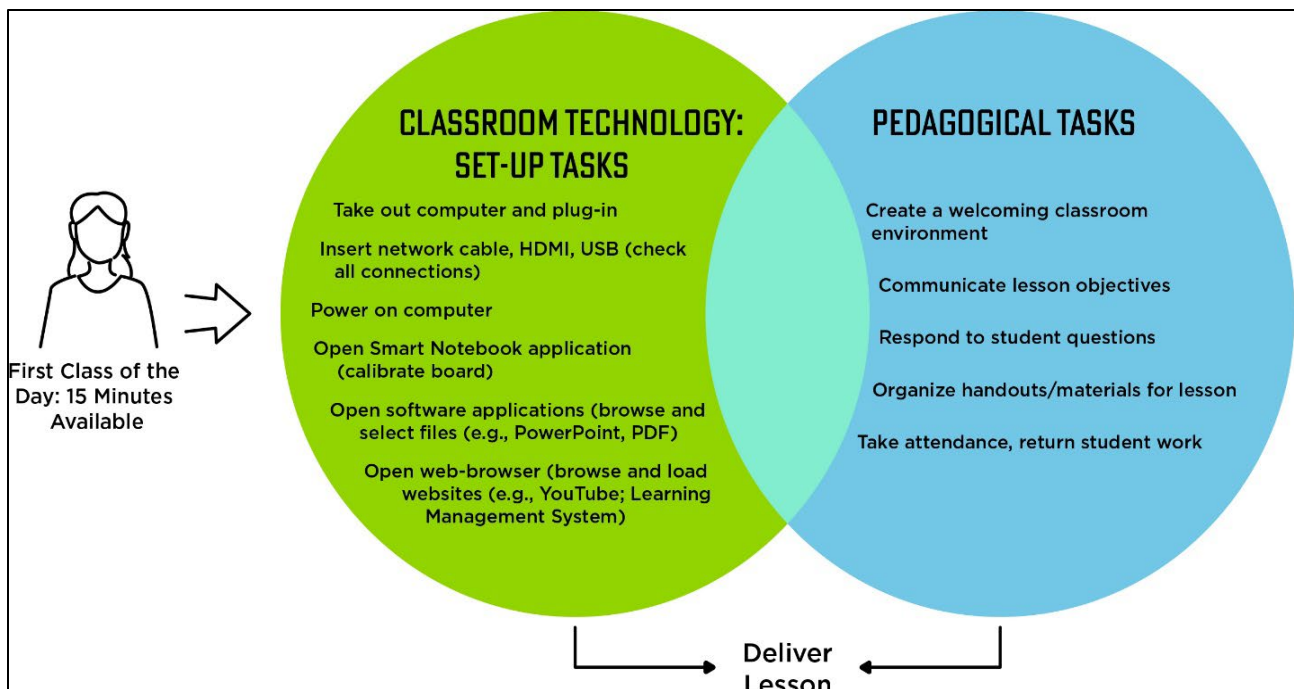 CLASSROOM TECHNOLOGY:
SET-UP TASKS
Take out computer and plug-in
Insert network cable, HDMI, USB (check
all connections)
Power on computer
Open Smart Notebook application
(calibrate board)
Open software applications (browse and
select files (e.g., PowerPoint, PDF)
Open web-browser (browse and load
websites (e.g., YouTube; Learning
Management System)
PEDAGOGICAL TASKS
Create a welcoming classroom
environment
Communicate lesson objectives
Respond to student questions
Organize handouts/materials for lesson
Take attendance, return student work
First Class of the
Day: 15 Minutes
Available
Deliver
Lesson